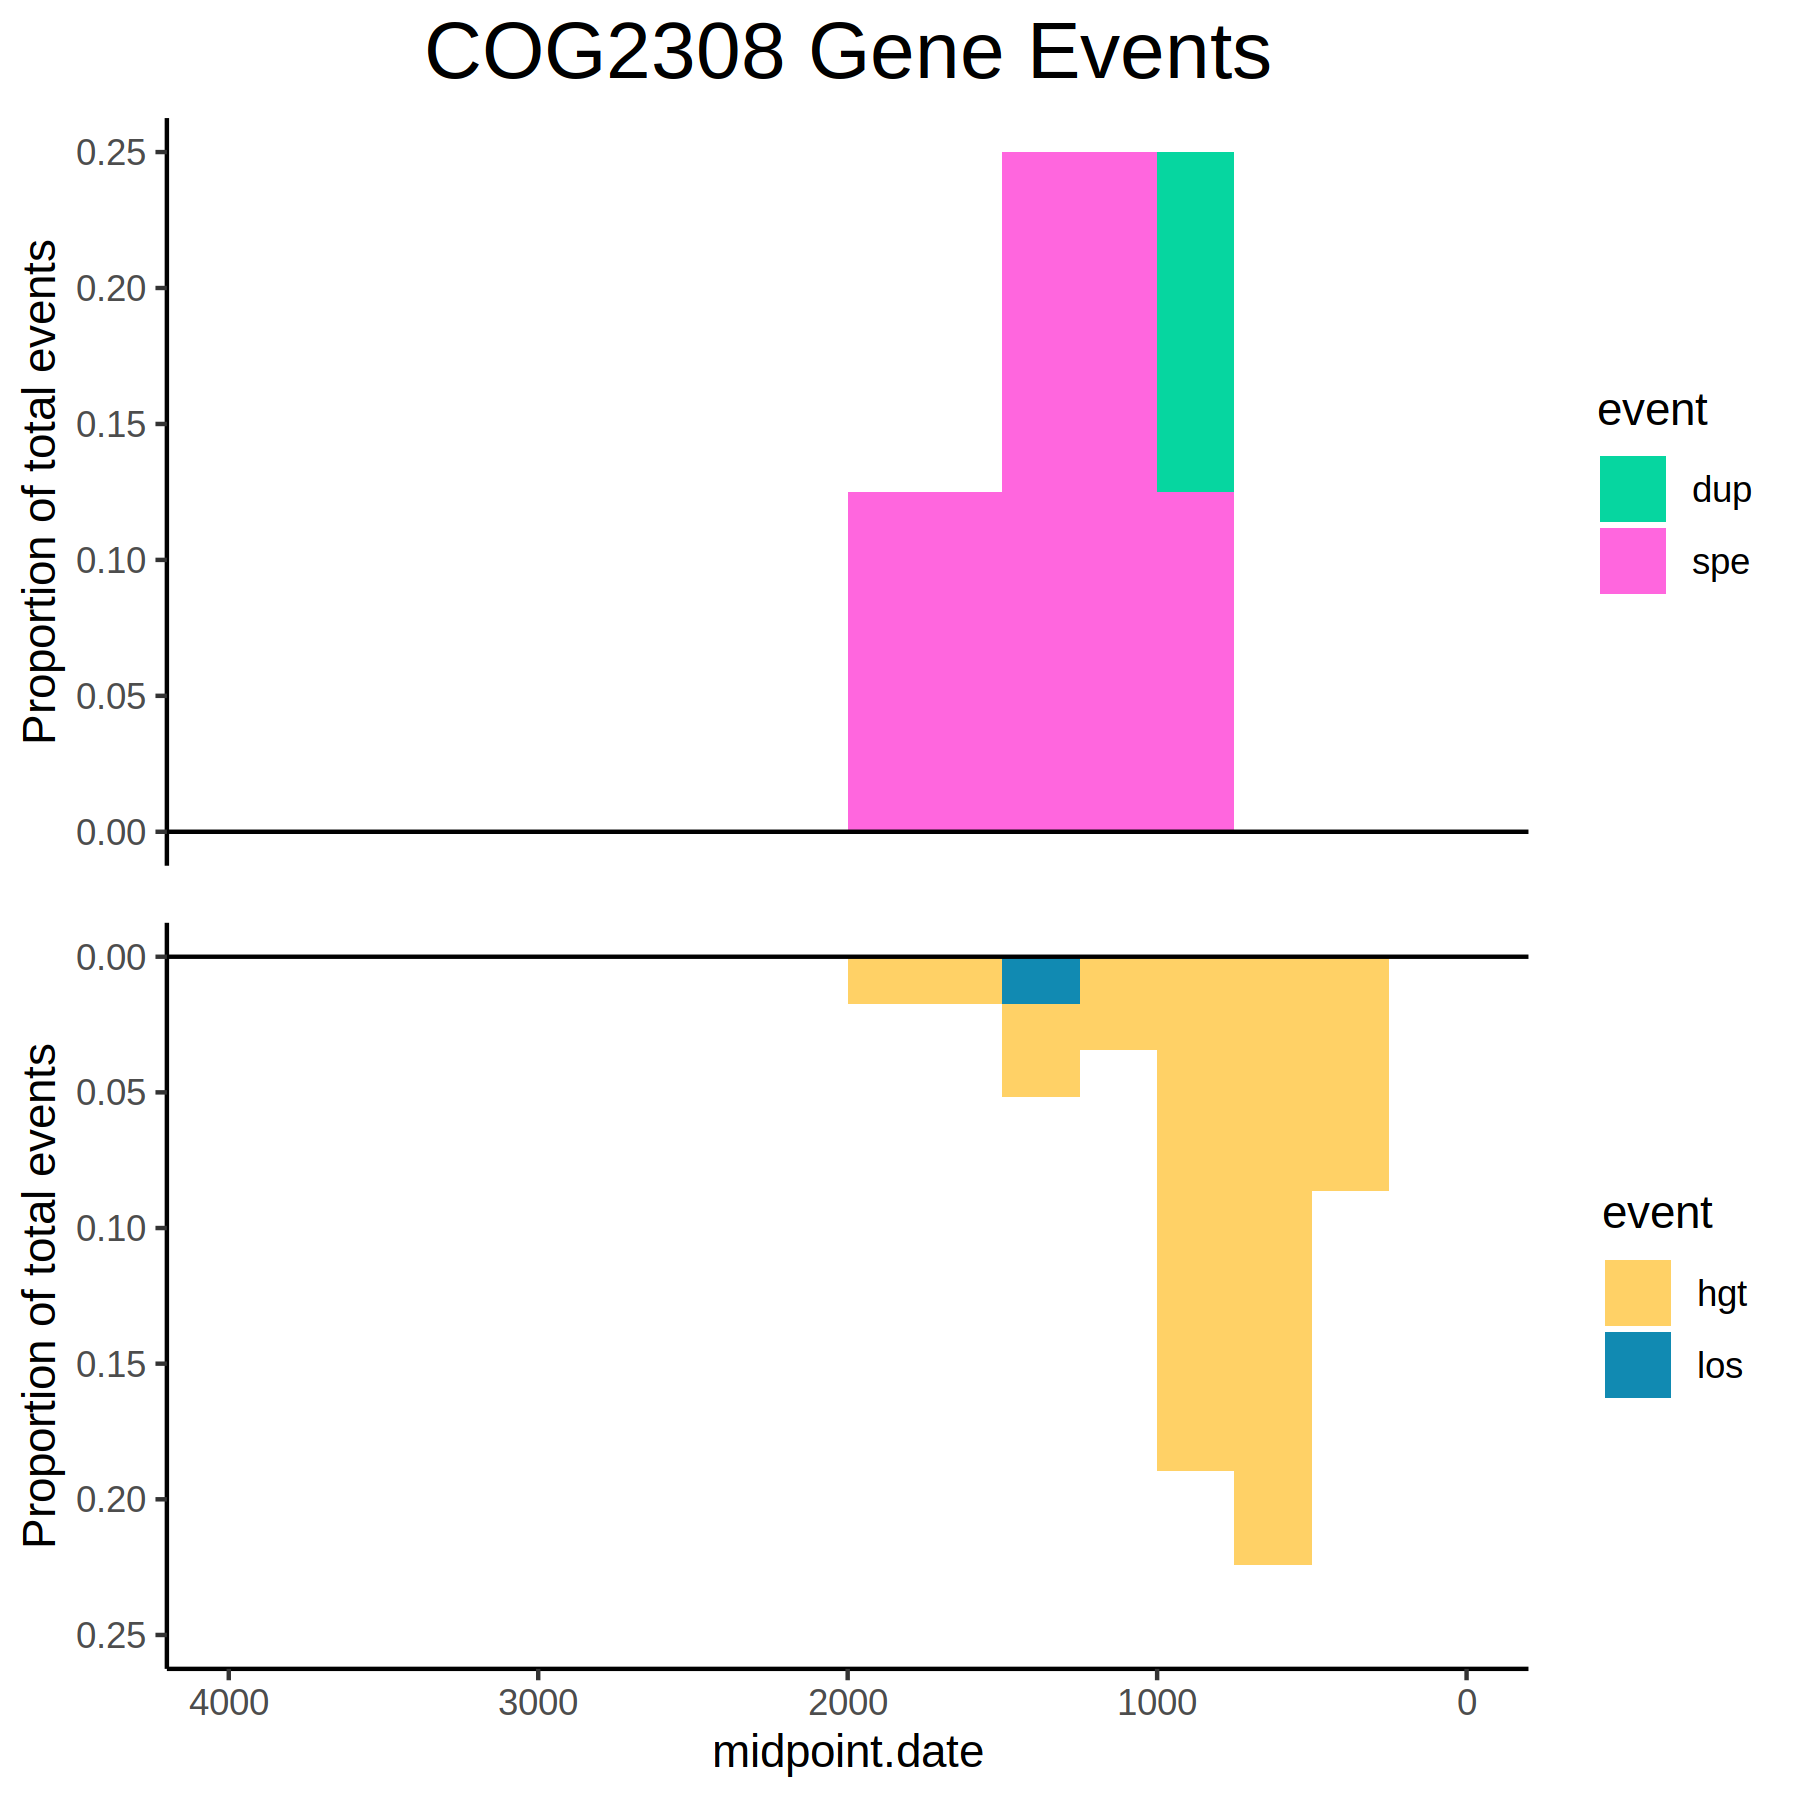 COG2308 Gene Events
Proportion of total events
0.25
0.20
0.15
0.10
0.05
0.00
event
dup
spe
Proportion of total events
0.00
0.05
0.10
0.15
0.20
0.25
event
hgt
los
4000
3000
2000
1000
0
midpoint.date